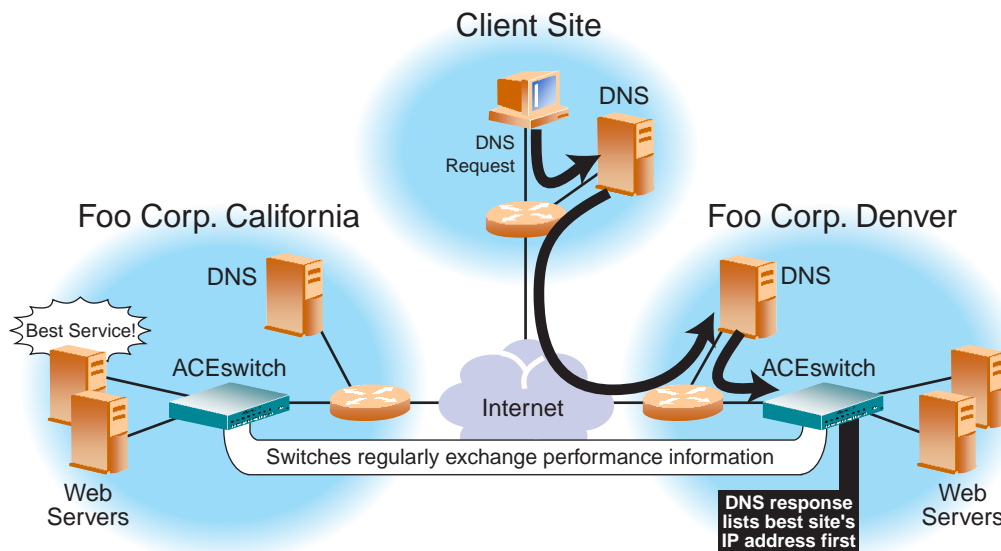 Client Site
DNS
DNS
Request
Foo Corp. California
Foo Corp. Denver
DNS
DNS
Best Service!
ACEswitch
ACEswitch
Internet
Switches regularly exchange performance information
Web
Servers
DNS response
lists best site's
IP address first
Web
Servers